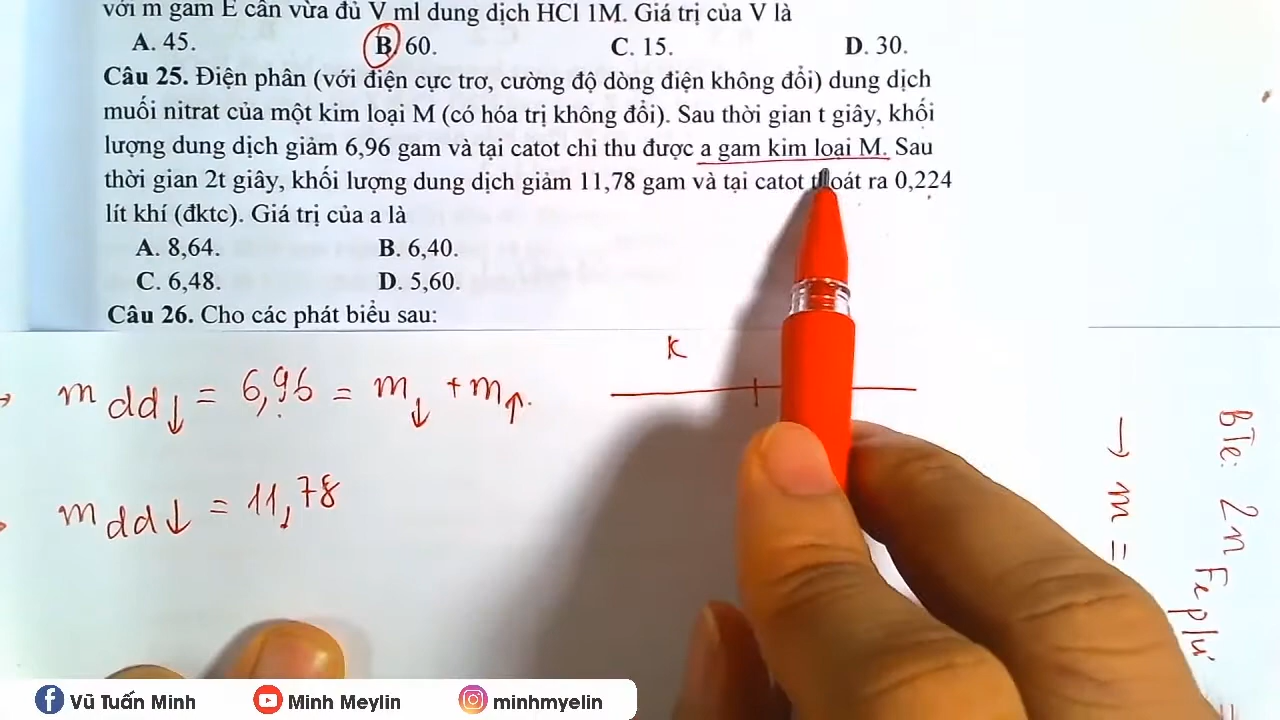 với m gam E cần vừa đủ V ml dung dịch HCl 1M. Giá trị của V là
A. 45. B. 60. C. 15. D. 30.
Câu 25. Điện phân (với điện cực trơ, cường độ dòng điện không đổi) dung dịch
muối nitrat của một kim loại M (có hóa trị không đổi). Sau thời gian t giây, khối
lượng dung dịch giảm 6,96 gam và tại catot chỉ thu được a gam kim loại M. Sau
thời gian 2t giây, khối lượng dung dịch giảm 11,78 gam và tại catot thoát ra 0,224
lít khí (đktc). Giá trị của a là
A. 8,64. B. 6,40.
C. 6,48. D. 5,60.
Câu 26. Cho các phát biểu sau:
K
→ m dd↓ = 6,96 = m↓ + m↑.
m dd↓ = 11,78
BTe: 2n Fe pư
→ m =
Vũ Tuấn Minh Minh Meylin minhmyelin